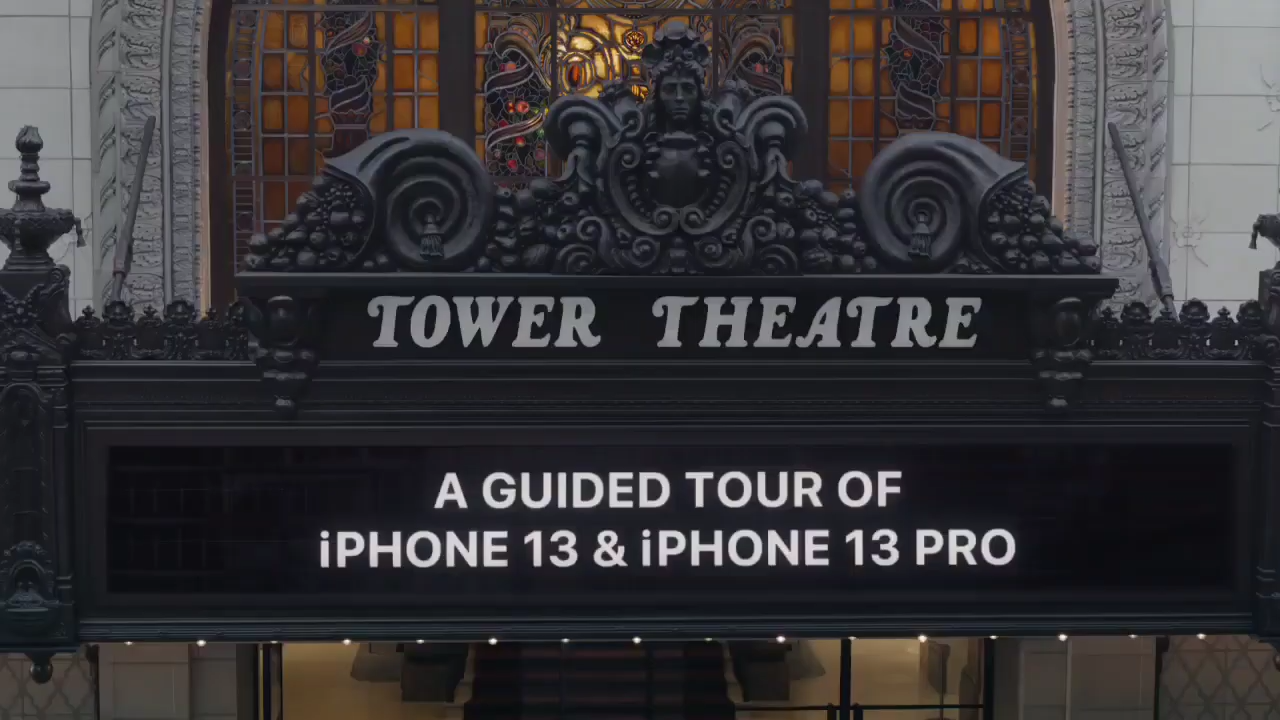 TOWER THEATRE
A GUIDED TOUR OF
iPHONE 13 & iPHONE 13 PRO